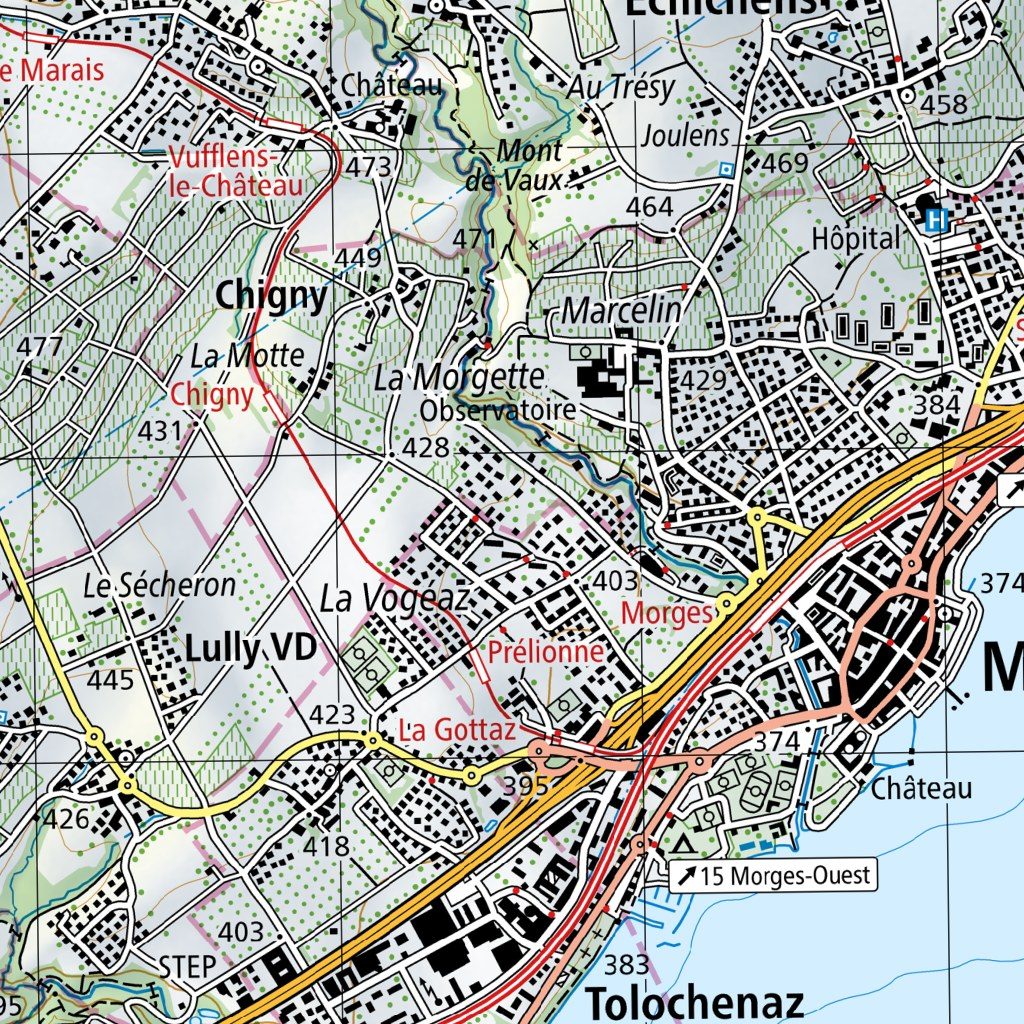 Echichens
e Marais
Château
Au Trésy
458
Joulens
Mont
de Vaux
Vufflens-
le-Château
473
469
464
H
471
Hôpital
449
Chigny
Marcelin
477
La Motte
La Morgette
429
Chigny
Observatoire
384
431
428
Le Sécheron
403
374
La Vogéaz
Morges
Lully VD
Prélionne
M
445
423
La Gottaz
374
395
Château
426
418
15 Morges-Ouest
403
STEP
383
Tolochenaz